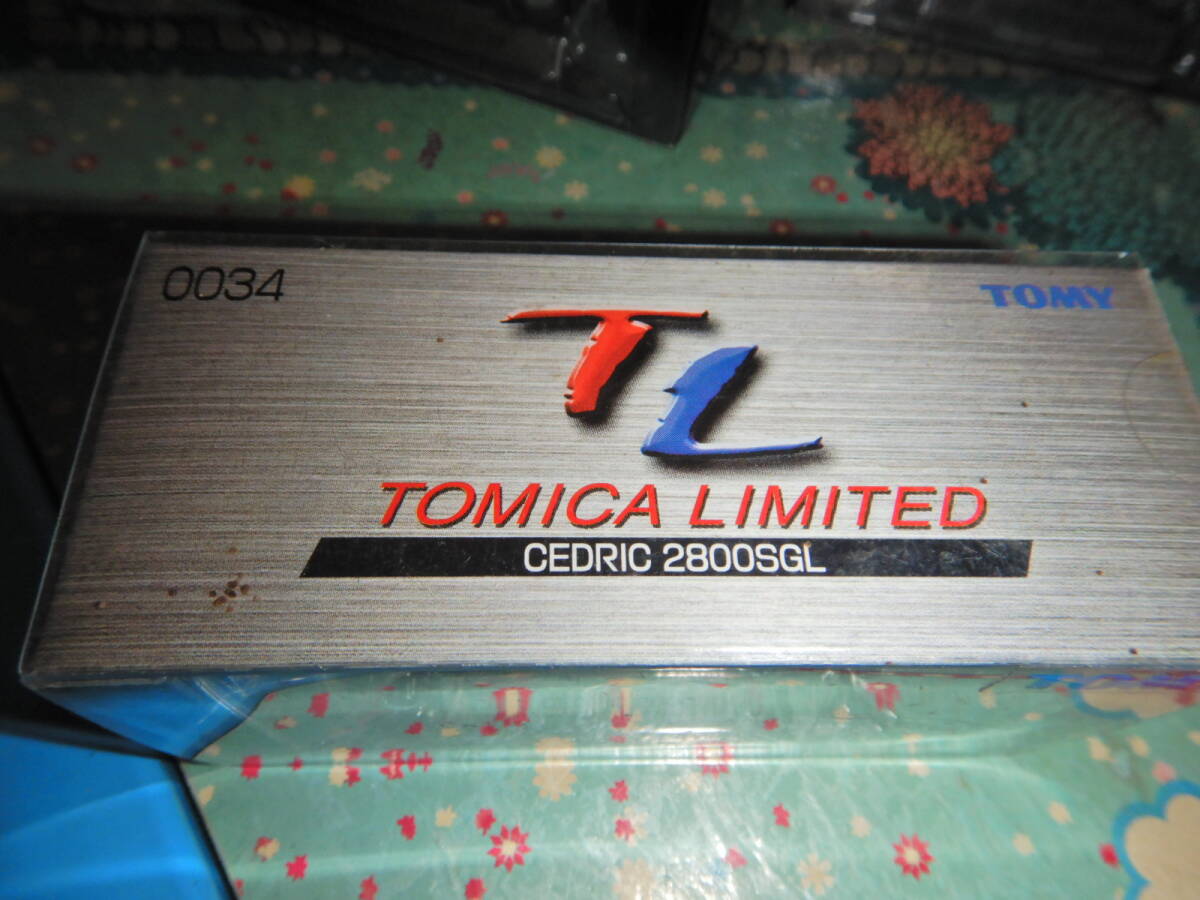 0034
TOMY
TL
TOMICA LIMITED
CEDRIC 2800SGL